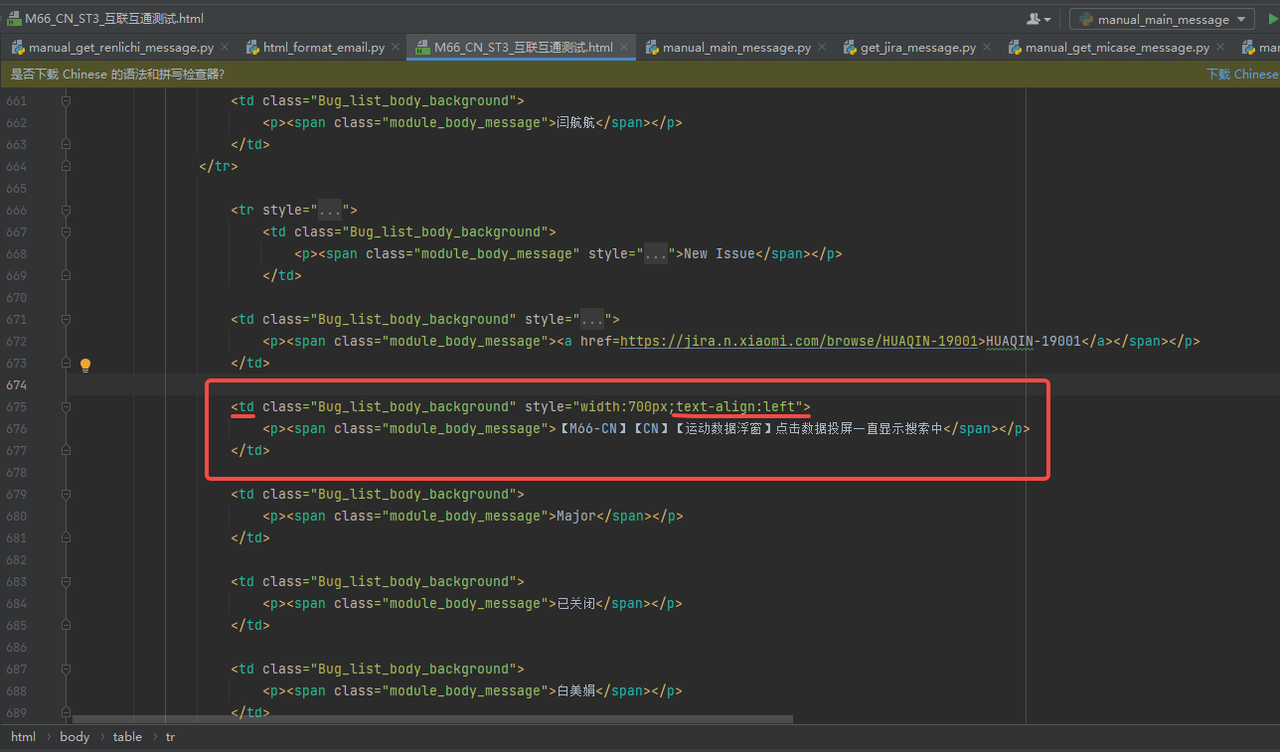 M66_CN_ST3_互联互通测试.html
manual_main_message
manual_get_renlichi_message.py
html_format_email.py
M66_CN_ST3_互联互通测试.html
manual_main_message.py
get_jira_message.py
manual_get_micase_message.py
man
是否下载 Chinese 的语法和拼写检查器?
下载 Chinese
661 <td class="Bug_list_body_background">
662 <p><span class="module_body_message">闫航航</span></p>
663 </td>
664 </tr>
665
666 <tr style="...">
667 <td class="Bug_list_body_background">
668 <p><span class="module_body_message" style="...">New Issue</span></p>
669 </td>
670
671 <td class="Bug_list_body_background" style="...">
672 <p><span class="module_body_message"><a href=https://jira.n.xiaomi.com/browse/HUAQIN-19001>HUAQIN-19001</a></span></p>
673 </td>
674
675 <td class="Bug_list_body_background" style="width:700px;text-align:left">
676 <p><span class="module_body_message">【M66-CN】【CN】【运动数据浮窗】点击数据投屏一直显示搜索中</span></p>
677 </td>
678
679 <td class="Bug_list_body_background">
680 <p><span class="module_body_message">Major</span></p>
681 </td>
682
683 <td class="Bug_list_body_background">
684 <p><span class="module_body_message">已关闭</span></p>
685 </td>
686
687 <td class="Bug_list_body_background">
688 <p><span class="module_body_message">白美娟</span></p>
689 </td>
html › body › table › tr